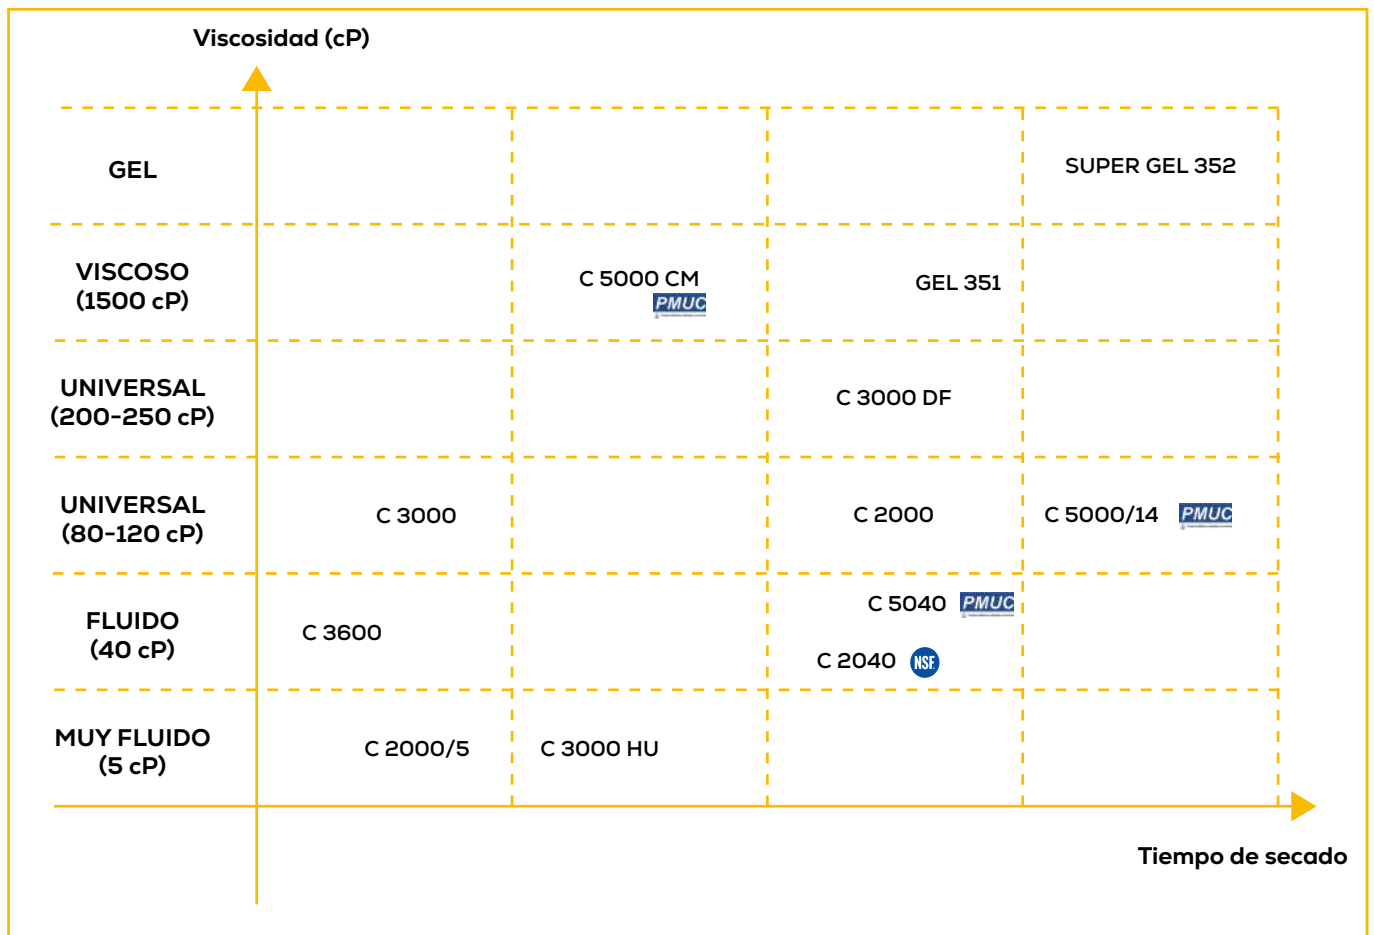 Viscosidad (cP)
GEL
SUPER GEL 352
VISCOSO
(1500 cP)
C 5000 CM
PMUC
GEL 351
UNIVERSAL
(200-250 cP)
C 3000 DF
UNIVERSAL
(80-120 cP)
C 3000
C 2000
C 5000/14
PMUC
FLUIDO
(40 cP)
C 3600
C 5040
PMUC
C 2040
NSF
MUY FLUIDO
(5 cP)
C 2000/5
C 3000 HU
Tiempo de secado